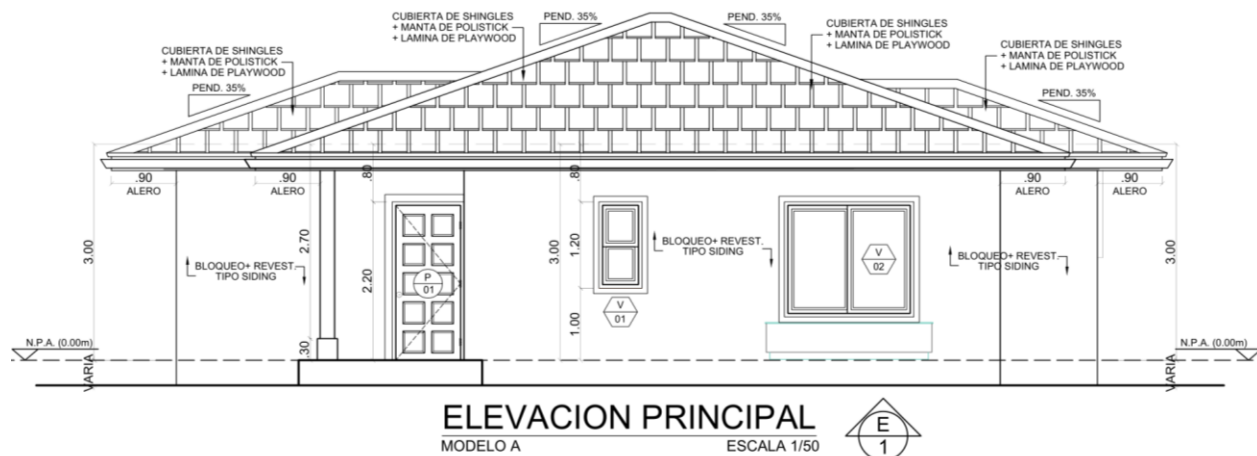 CUBIERTA DE SHINGLES
+ MANTA DE POLISTICK
+ LAMINA DE PLAYWOOD
PEND. 35%
PEND. 35%
CUBIERTA DE SHINGLES
+ MANTA DE POLISTICK
+ LAMINA DE PLAYWOOD
CUBIERTA DE SHINGLES
+ MANTA DE POLISTICK
+ LAMINA DE PLAYWOOD
CUBIERTA DE SHINGLES
+ MANTA DE POLISTICK
+ LAMINA DE PLAYWOOD
PEND. 35%
PEND. 35%
.90
ALERO
.90
ALERO
.80
.80
.90
ALERO
.90
ALERO
3.00
BLOQUEO+ REVEST.
TIPO SIDING
2.70
2.20
P
01
3.00
1.20
BLOQUEO+ REVEST.
TIPO SIDING
V
02
BLOQUEO+ REVEST.
TIPO SIDING
3.00
V
01
1.00
.30
N.P.A. (0.00m)
N.P.A. (0.00m)
VARIA
VARIA
ELEVACION PRINCIPAL
MODELO A
ESCALA 1/50
E
1